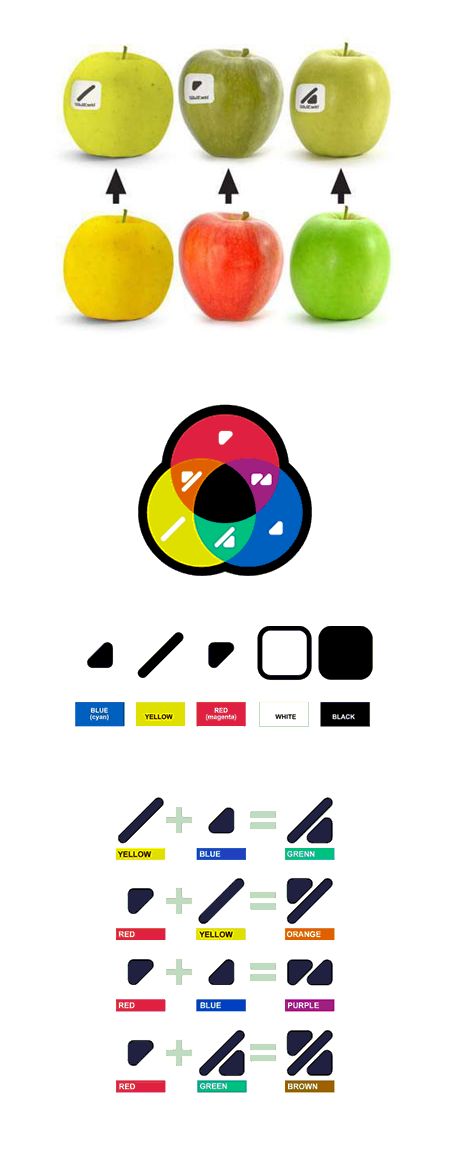 BLUE
(cyan)
YELLOW
RED
(magenta)
WHITE
BLACK
YELLOW
BLUE
GRENN
RED
YELLOW
ORANGE
RED
BLUE
PURPLE
RED
GREEN
BROWN